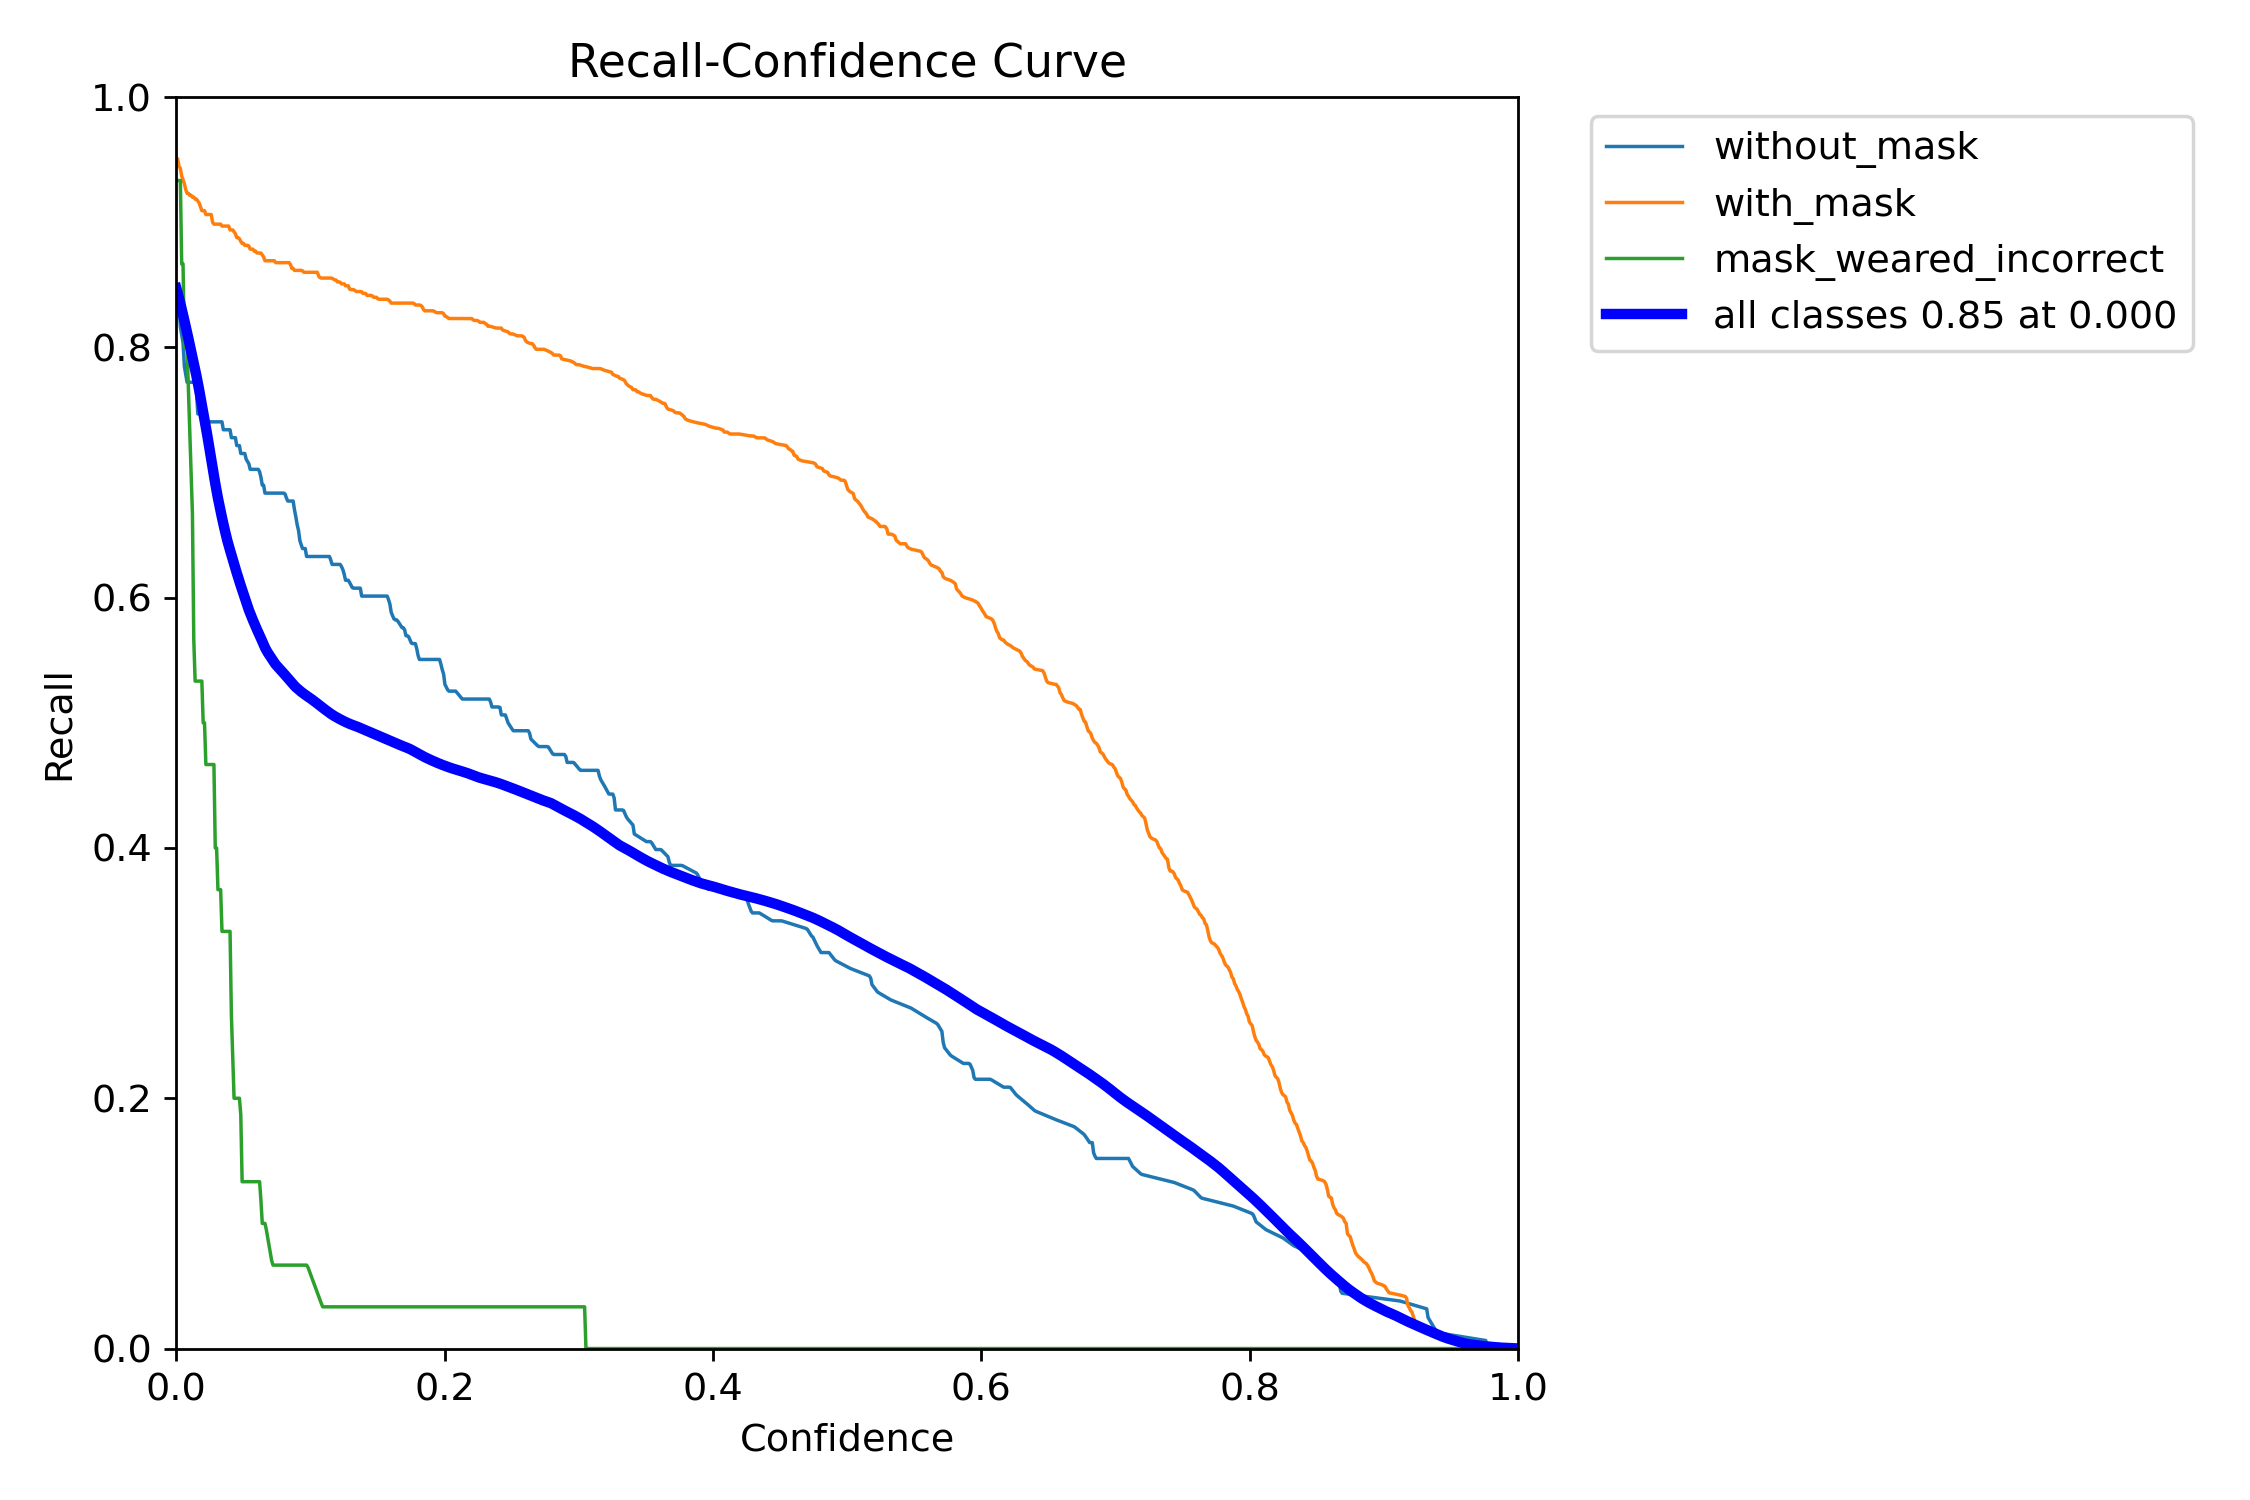 Recall-Confidence Curve
1.0
0.8
0.6
0.4
0.2
0.0
Recall
0.0 0.2 0.4 0.6 0.8 1.0
Confidence
without_mask
with_mask
mask_weared_incorrect
all classes 0.85 at 0.000